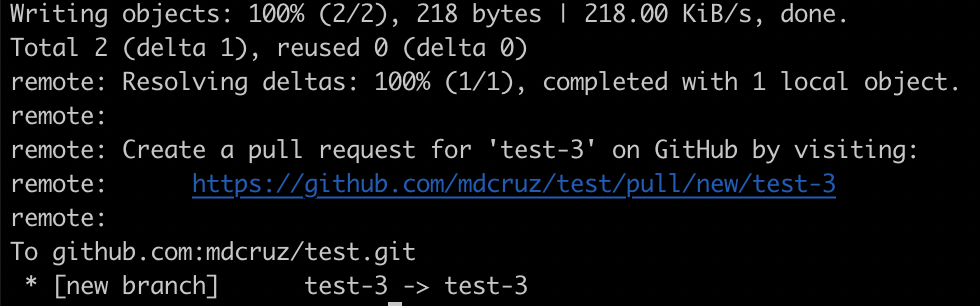 Writing objects: 100% (2/2), 218 bytes | 218.00 KiB/s, done.
Total 2 (delta 1), reused 0 (delta 0)
remote: Resolving deltas: 100% (1/1), completed with 1 local object.
remote:
remote: Create a pull request for 'test-3' on GitHub by visiting:
remote:      https://github.com/mdcruz/test/pull/new/test-3
remote:
To github.com:mdcruz/test.git
 * [new branch]      test-3 -> test-3